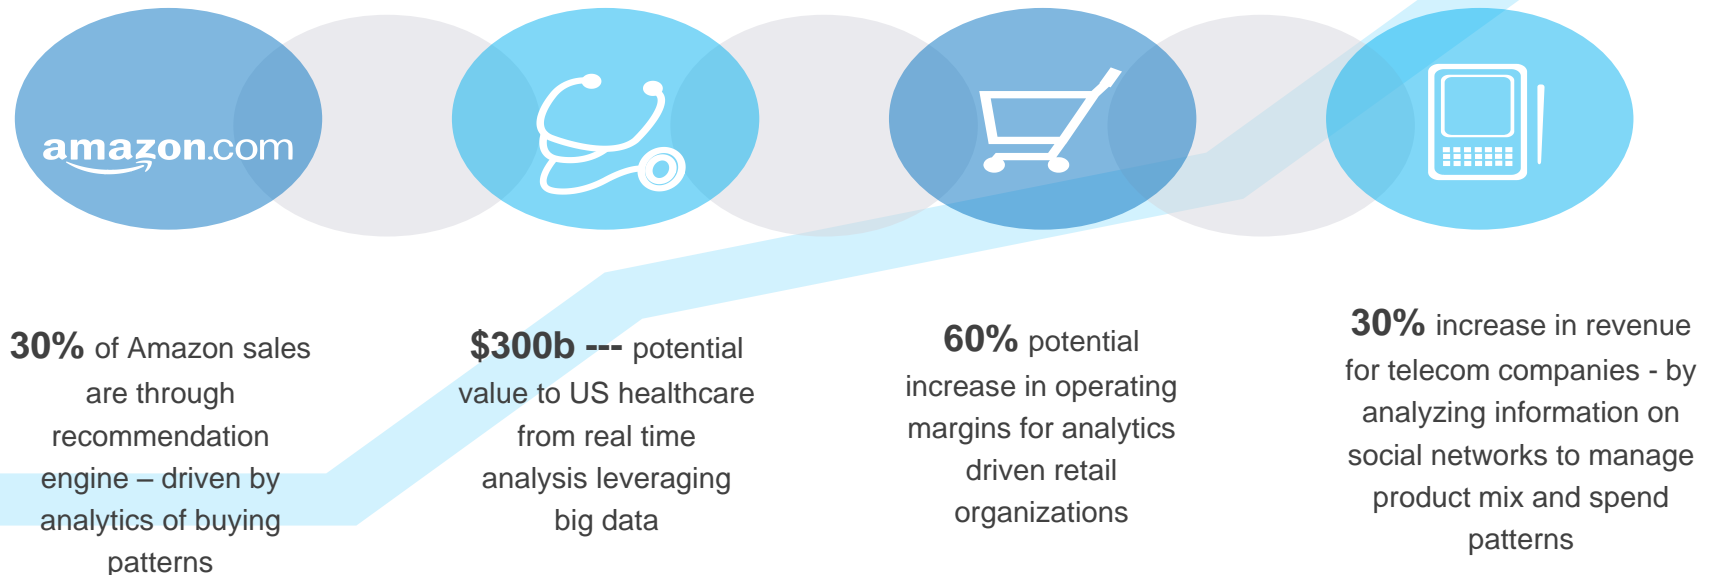 amazon.com
30% of Amazon sales
are through
recommendation
engine – driven by
analytics of buying
patterns
$300b --- potential
value to US healthcare
from real time
analysis leveraging
big data
60% potential
increase in operating
margins for analytics
driven retail
organizations
30% increase in revenue
for telecom companies - by
analyzing information on
social networks to manage
product mix and spend
patterns